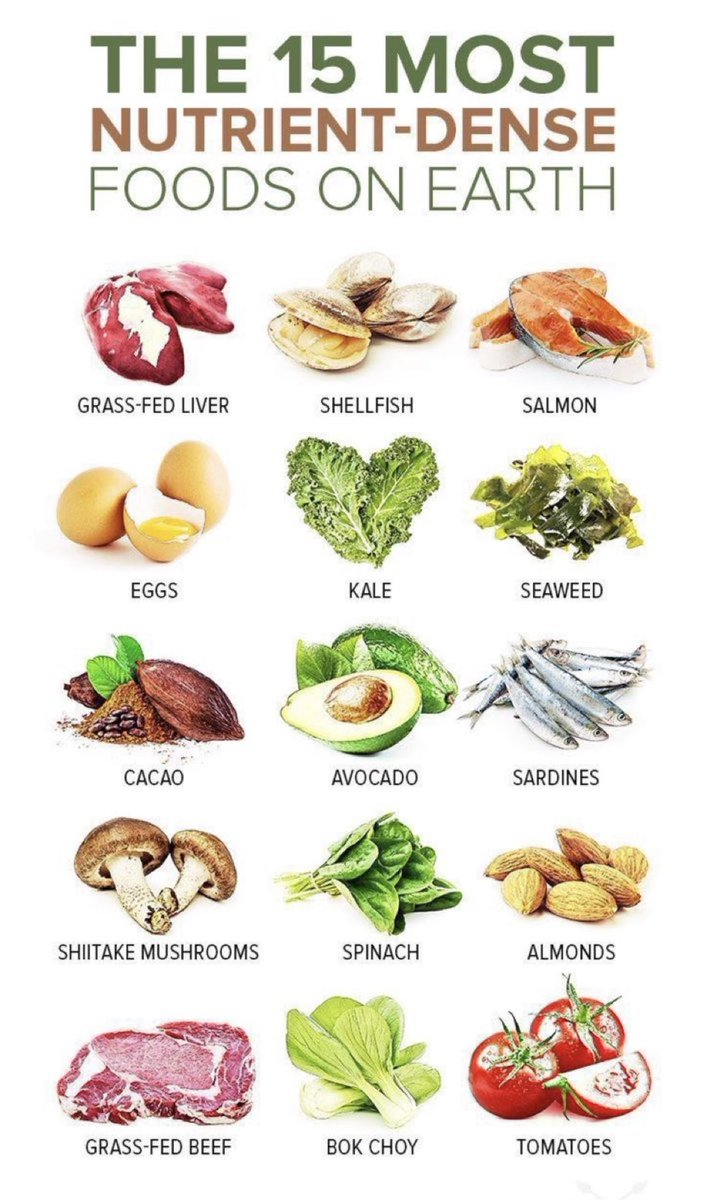 THE 15 MOST
NUTRIENT-DENSE
FOODS ON EARTH
GRASS-FED LIVER
SHELLFISH
SALMON
EGGS
KALE
SEAWEED
CACAO
AVOCADO
SARDINES
SHIITAKE MUSHROOMS
SPINACH
ALMONDS
GRASS-FED BEEF
BOK CHOY
TOMATOES